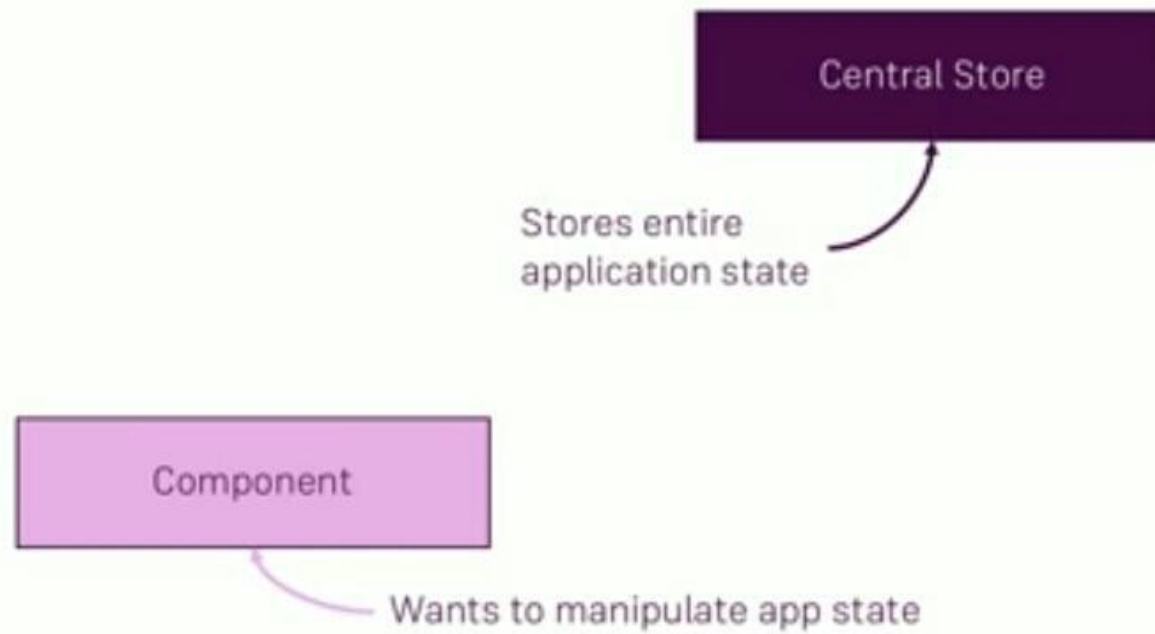 Central Store
Stores entire
application state
Component
Wants to manipulate app state